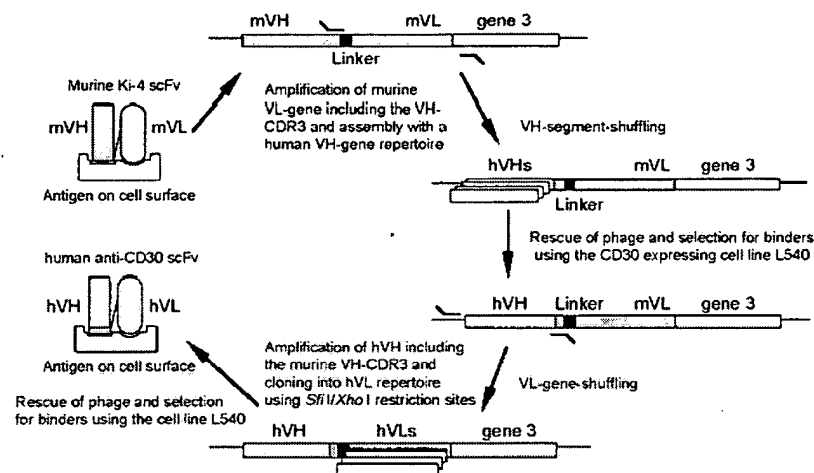 mVH mVL gene 3
Linker
Murine Ki-4 scFv
mVH mVL
Antigen on cell surface
Amplification of murine
VL-gene including the VH-
CDR3 and assembly with a
human VH-gene repertoire
VH-segment-shuffling
hVHs mVL gene 3
Linker
Rescue of phage and selection for binders
using the CD30 expressing cell line L540
hVH Linker mVL gene 3
VL-gene-shuffling
Amplification of hVH including
the murine VH-CDR3 and
cloning into hVL repertoire
using Sfi I/Xho I restriction sites
hVH hVLs gene 3
Rescue of phage and selection
for binders using the cell line L540
human anti-CD30 scFv
hVH hVL
Antigen on cell surface